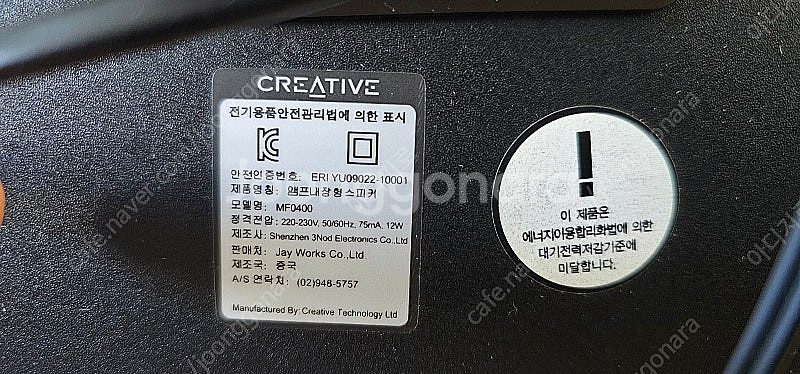 CREATIVE
전기용품안전관리법에 의한 표시
안전인증번호: ERI YU09022-10001
제품명칭: 앰프내장형스피커
모델명: MF0400
정격전압: 220-230V, 50/60Hz, 75mA, 12W
제조사: Shenzhen 3Nod Electronics Co.,Ltd
판매처: Jay Works Co.,Ltd.
제조국: 중국
A/S 연락처: (02)948-5757
Manufactured By: Creative Technology Ltd
!
이 제품은
에너지이용합리화법에 의한
대기전력저감기준에
미달합니다.
joonggonara
cafe.naver.com/joonggonara